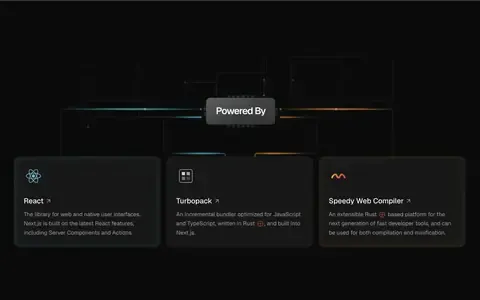 Powered By
React
The library for web and native user interfaces.
Next.js is built on the latest React features,
including Server Components and Actions.
Turbopack
An incremental bundler optimized for JavaScript
and TypeScript, written in Rust, and built into
Next.js.
Speedy Web Compiler
An extensible Rust based platform for the
next generation of fast developer tools, and can
be used for both compilation and minification.